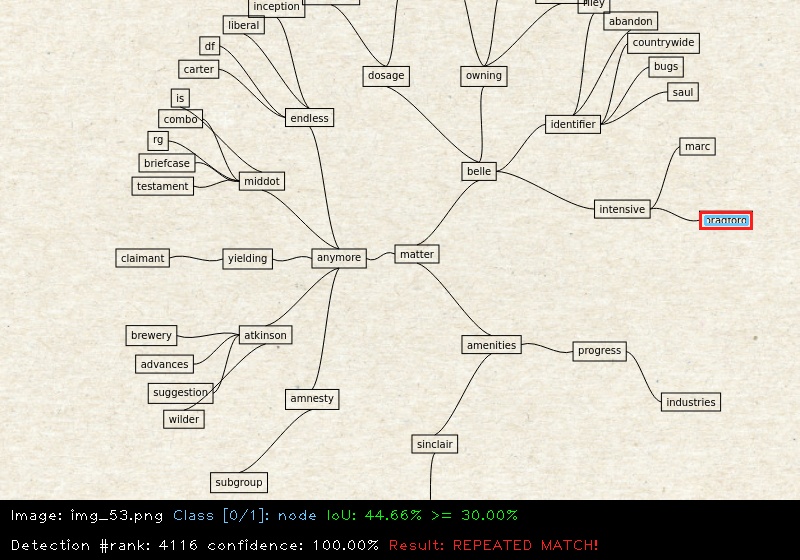 inception
riley
abandon
liberal
countrywide
df
bugs
carter
dosage
owning
saul
is
combo
endless
identifier
rg
marc
briefcase
middot
belle
testament
intensive
bradford
claimant
yielding
anymore
matter
brewery
atkinson
amenities
progress
advances
suggestion
amnesty
industries
wilder
sinclair
subgroup
Image: img_53.png Class [0/1]: node IoU: 44.66% >= 30.00%
Detection #rank: 4116 confidence: 100.00% Result: REPEATED MATCH!